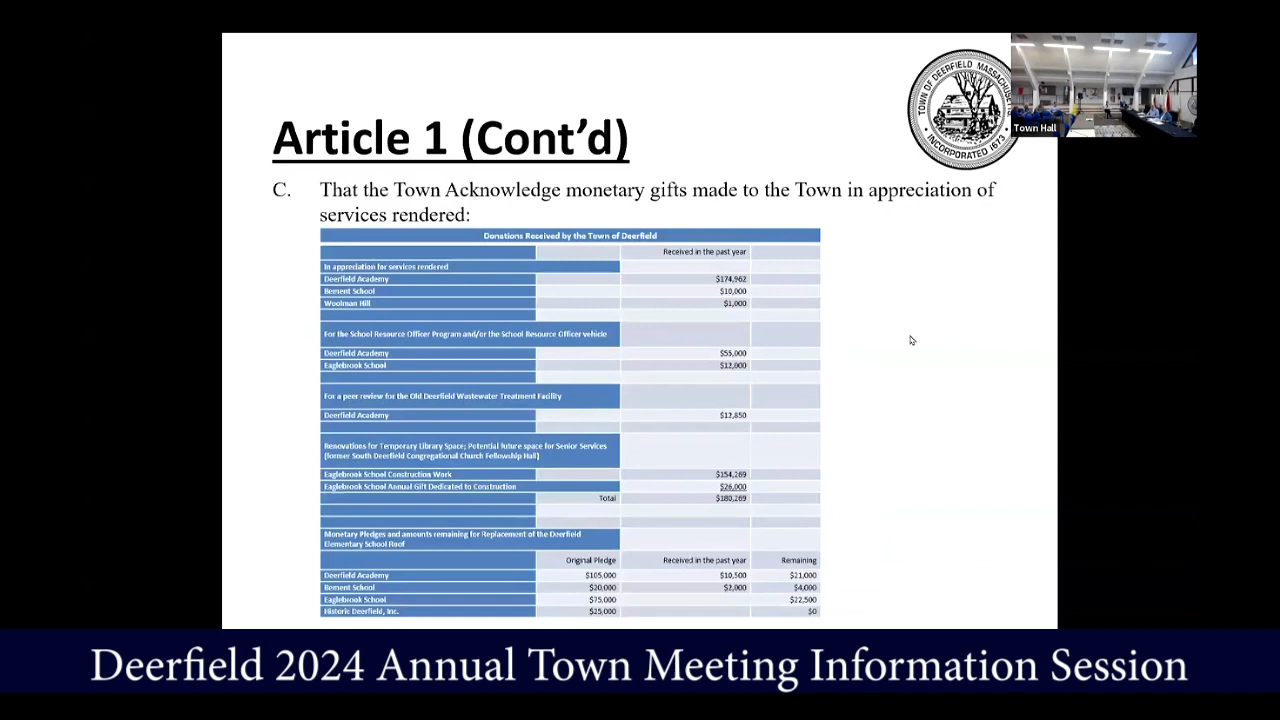 TOWN OF DEERFIELD MASSACHUSETTS
INCORPORATED 1673
Town Hall
Article 1 (Cont’d)
C. That the Town Acknowledge monetary gifts made to the Town in appreciation of
services rendered:
Donations Received by the Town of Deerfield
Received in the past year
In appreciation for services rendered
Deerfield Academy $174,962
Bement School $10,000
Woolman Hill $1,000
For the School Resource Officer Program and/or the School Resource Officer vehicle
Deerfield Academy $55,000
Eaglebrook School $12,000
For a peer review for the Old Deerfield Wastewater Treatment Facility
Deerfield Academy $12,850
Renovations for Temporary Library Space; Potential future space for Senior Services
(former South Deerfield Congregational Church Fellowship Hall)
Eaglebrook School Construction Work $154,269
Eaglebrook School Annual Gift Dedicated to Construction $26,000
Total $180,269
Monetary Pledges and amounts remaining for Replacement of the Deerfield
Elementary School Roof
Original Pledge Received in the past year Remaining
Deerfield Academy $105,000 $10,500 $21,000
Bement School $20,000 $2,000 $4,000
Eaglebrook School $75,000 $22,500
Historic Deerfield, Inc. $25,000 $0
Deerfield 2024 Annual Town Meeting Information Session